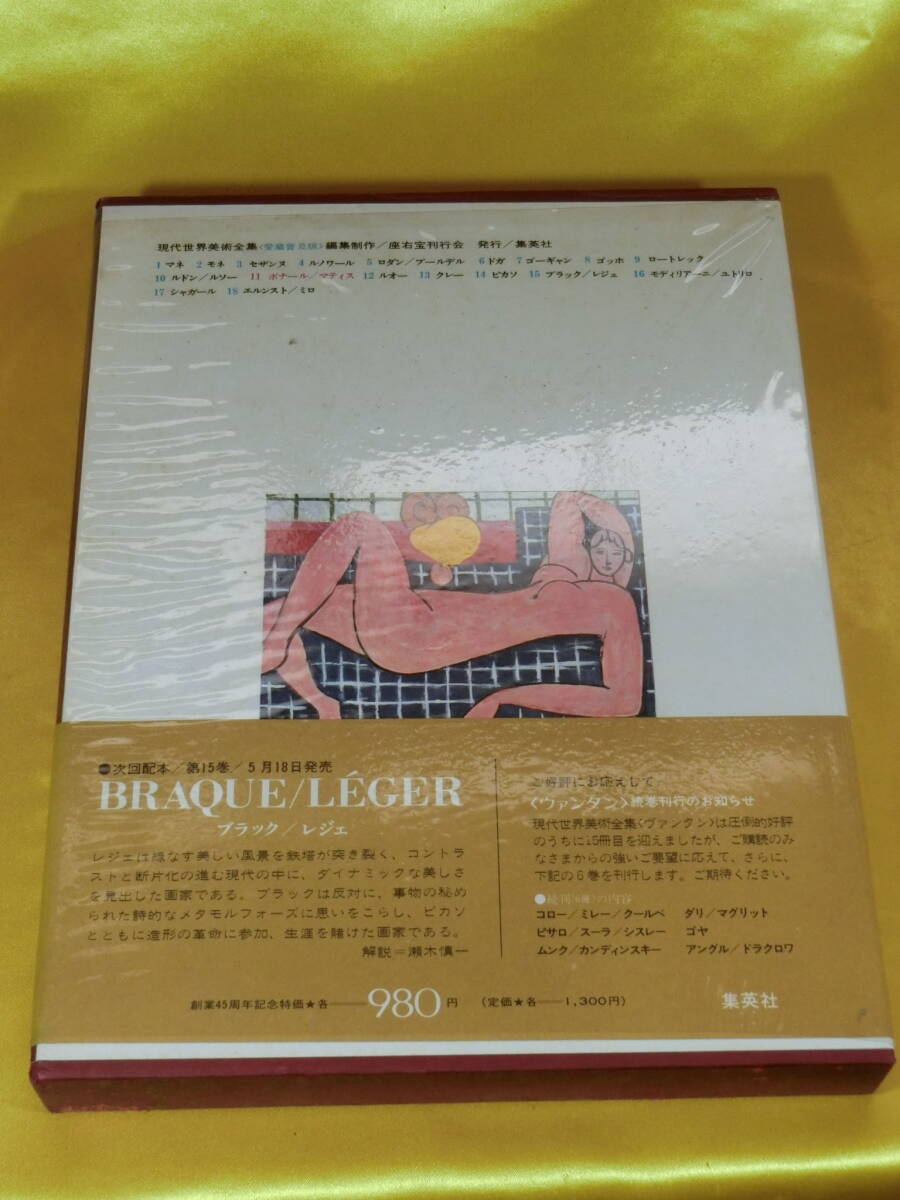 現代世界美術全集〈愛蔵普及版〉編集制作／座右宝刊行会　発行／集英社
1 マネ　2 モネ　3 セザンヌ　4 ルノワール　5 ロダン／ブールデル　6 ドガ　7 ゴーギャン　8 ゴッホ　9 ロートレック
10 ルドン／ルソー　11 ボナール／マティス　12 ルオー　13 クレー　14 ピカソ　15 ブラック／レジェ　16 モディリアーニ／ユトリロ
17 シャガール　18 エルンスト／ミロ
●次回配本／第15巻／5月18日発売
BRAQUE/LÉGER
ブラック／レジェ
レジェは緑なす美しい風景を鉄塔が突き裂く、コントラ
ストと断片化の進む現代の中に、ダイナミックな美しさ
を見出した画家である。ブラックは反対に、事物の秘め
られた詩的なメタモルフォーズに思いをこらし、ピカソ
とともに造形の革命に参加、生涯を賭けた画家である。
解説＝瀬木慎一
ご好評にお応えして
〈ヴァンタン〉続巻刊行のお知らせ
現代世界美術全集〈ヴァンタン〉は圧倒的好評
のうちに15冊目を迎えましたが、ご購読のみ
なさまからの強いご要望に応えて、さらに、
下記の6巻を刊行します。ご期待ください。
●続刊(6冊)の内容
コロー／ミレー／クールベ　ダリ／マグリット
ピサロ／スーラ／シスレー　ゴヤ
ムンク／カンディンスキー　アングル／ドラクロワ
創業45周年記念特価★各──980円　（定価★各──1,300円）
集英社